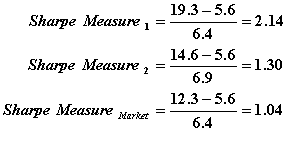 Sharpe Measure 1 = 19.3 − 5.6 / 6.4 = 2.14
Sharpe Measure 2 = 14.6 − 5.6 / 6.9 = 1.30
Sharpe Measure Market = 12.3 − 5.6 / 6.4 = 1.04